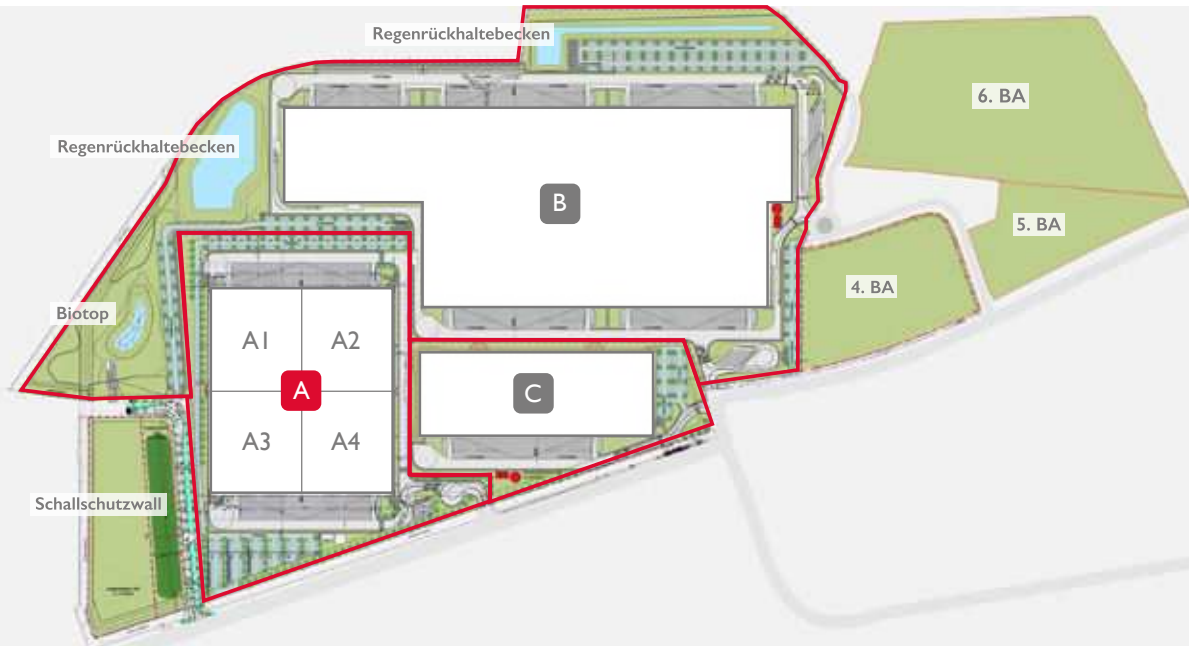 Regenrückhaltebecken
6. BA
Regenrückhaltebecken
B
5. BA
4. BA
Biotop
A1
A2
A
C
A3
A4
Schallschutzwall